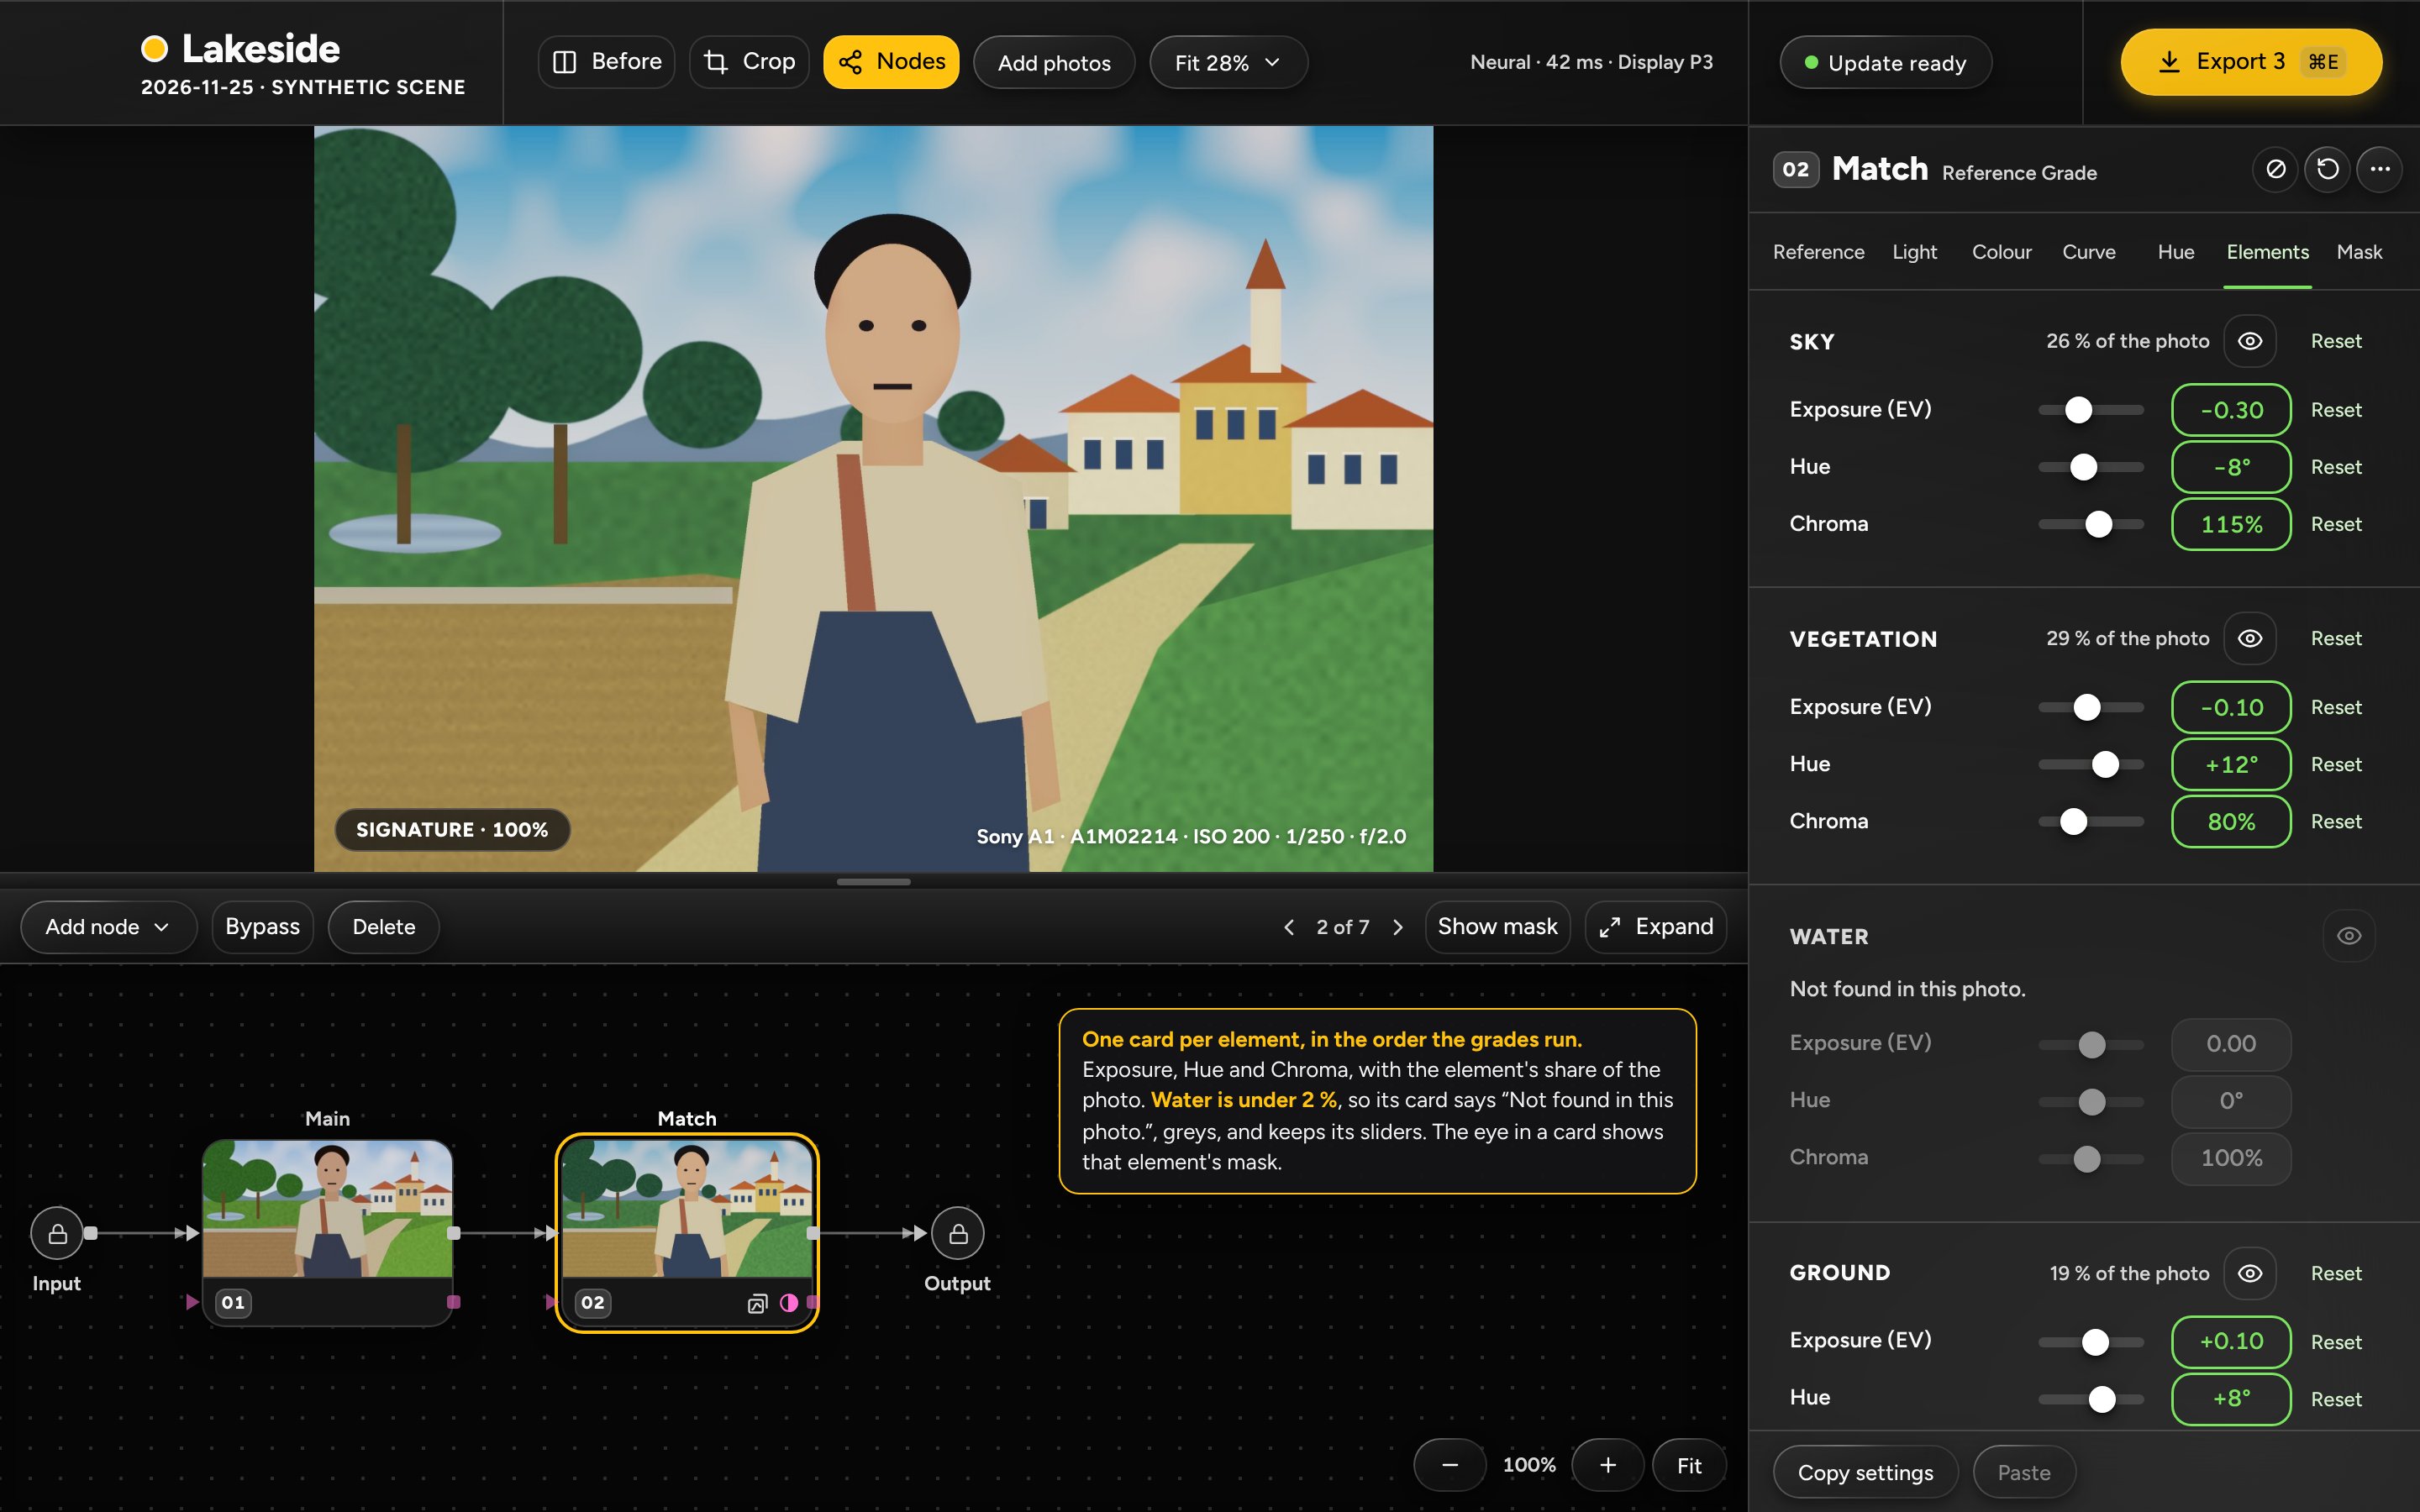 Lakeside
2026-11-25 · SYNTHETIC SCENE
Before
Crop
Nodes
Add photos
Fit 28%
Neural · 42 ms · Display P3
Update ready
Export 3 ⌘E
02 Match Reference Grade
Reference Light Colour Curve Hue Elements Mask
SKY 26 % of the photo Reset
Exposure (EV) −0.30 Reset
Hue −8° Reset
Chroma 115% Reset
VEGETATION 29 % of the photo Reset
Exposure (EV) −0.10 Reset
Hue +12° Reset
Chroma 80% Reset
WATER
Not found in this photo.
Exposure (EV) 0.00
Hue 0°
Chroma 100%
GROUND 19 % of the photo Reset
Exposure (EV) +0.10 Reset
Hue +8° Reset
Copy settings Paste
SIGNATURE · 100%
Sony A1 · A1M02214 · ISO 200 · 1/250 · f/2.0
Add node Bypass Delete
2 of 7 Show mask Expand
One card per element, in the order the grades run.
Exposure, Hue and Chroma, with the element's share of the
photo. Water is under 2 %, so its card says “Not found in this
photo.”, greys, and keeps its sliders. The eye in a card shows
that element's mask.
Main
Match
Input
Output
01
02
100%
Fit